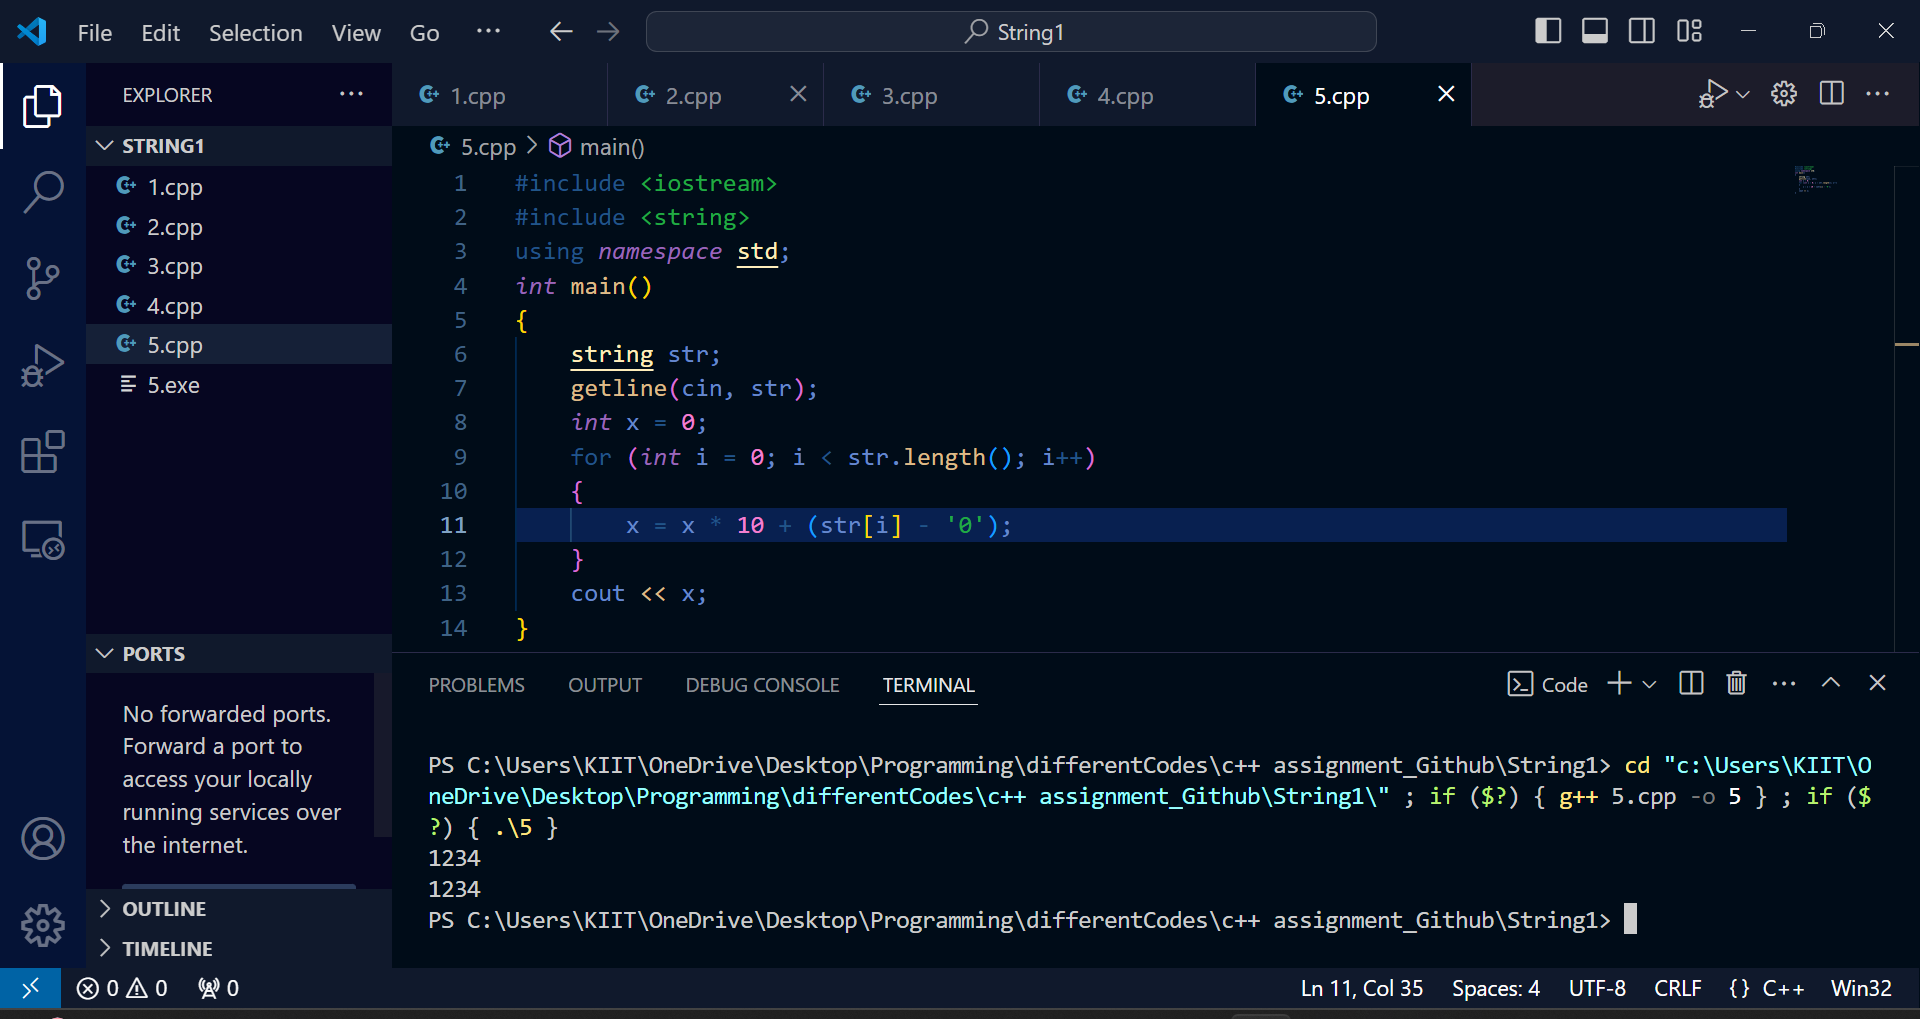 File Edit Selection View Go ··· String1
EXPLORER ···
STRING1
1.cpp
2.cpp
3.cpp
4.cpp
5.cpp
5.exe
PORTS
No forwarded ports.
Forward a port to
access your locally
running services over
the internet.
OUTLINE
TIMELINE
1.cpp 2.cpp 3.cpp 4.cpp 5.cpp
5.cpp > main()
1 #include <iostream>
2 #include <string>
3 using namespace std;
4 int main()
5 {
6     string str;
7     getline(cin, str);
8     int x = 0;
9     for (int i = 0; i < str.length(); i++)
10     {
11         x = x * 10 + (str[i] - '0');
12     }
13     cout << x;
14 }
PROBLEMS OUTPUT DEBUG CONSOLE TERMINAL Code
PS C:\Users\KIIT\OneDrive\Desktop\Programming\differentCodes\c++ assignment_Github\String1> cd "c:\Users\KIIT\O
neDrive\Desktop\Programming\differentCodes\c++ assignment_Github\String1\" ; if ($?) { g++ 5.cpp -o 5 } ; if ($
?) { .\5 }
1234
1234
PS C:\Users\KIIT\OneDrive\Desktop\Programming\differentCodes\c++ assignment_Github\String1>
0 0 0 Ln 11, Col 35 Spaces: 4 UTF-8 CRLF {} C++ Win32